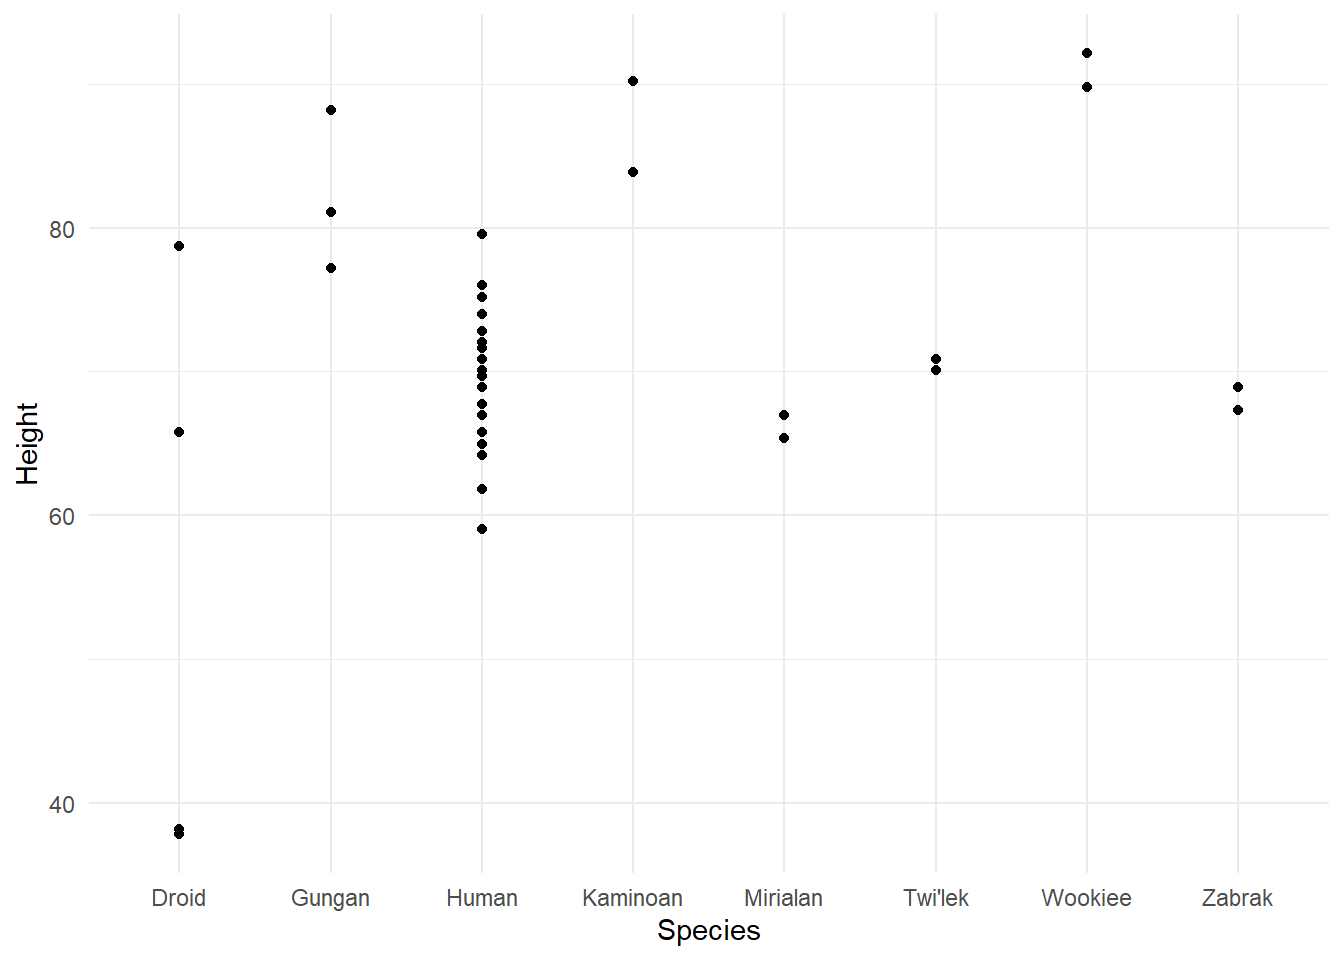 Height
80
60
40
Droid Gungan Human Kaminoan Mirialan Twi'lek Wookiee Zabrak
Species